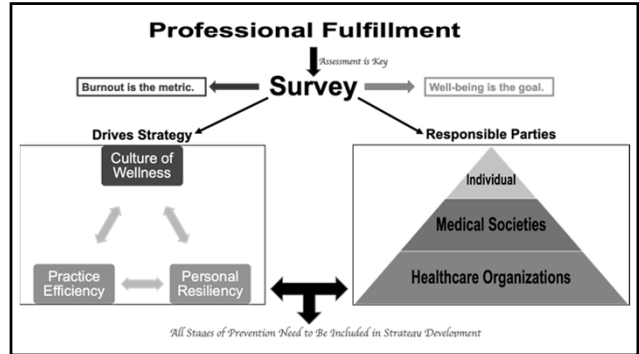 Professional Fulfillment
Assessment is Key
Burnout is the metric.
Survey
Well-being is the goal.
Drives Strategy
Culture of
Wellness
Practice
Efficiency
Personal
Resiliency
Responsible Parties
Individual
Medical Societies
Healthcare Organizations
All Stages of Prevention Need to Be Included in Strategy Development